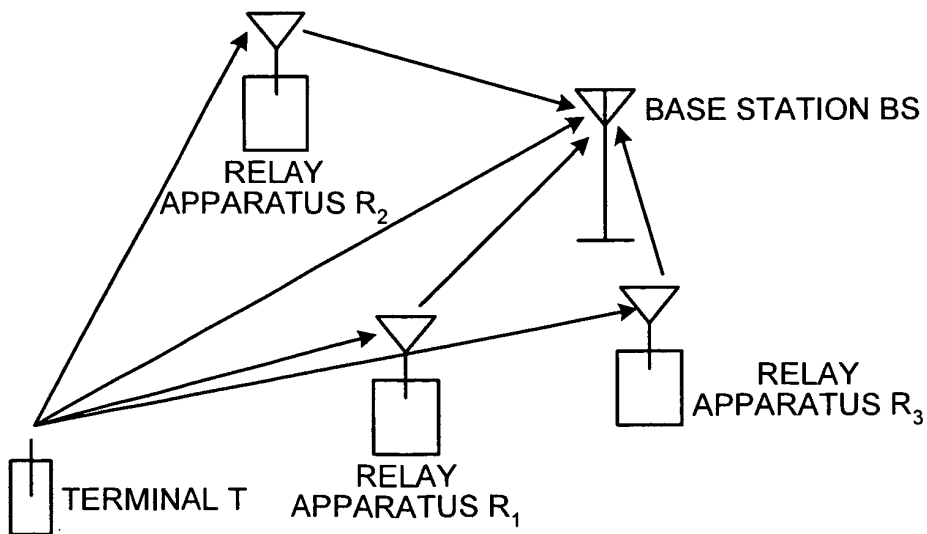 BASE STATION BS
RELAY
APPARATUS R₂
RELAY
APPARATUS R₃
RELAY
APPARATUS R₁
TERMINAL T